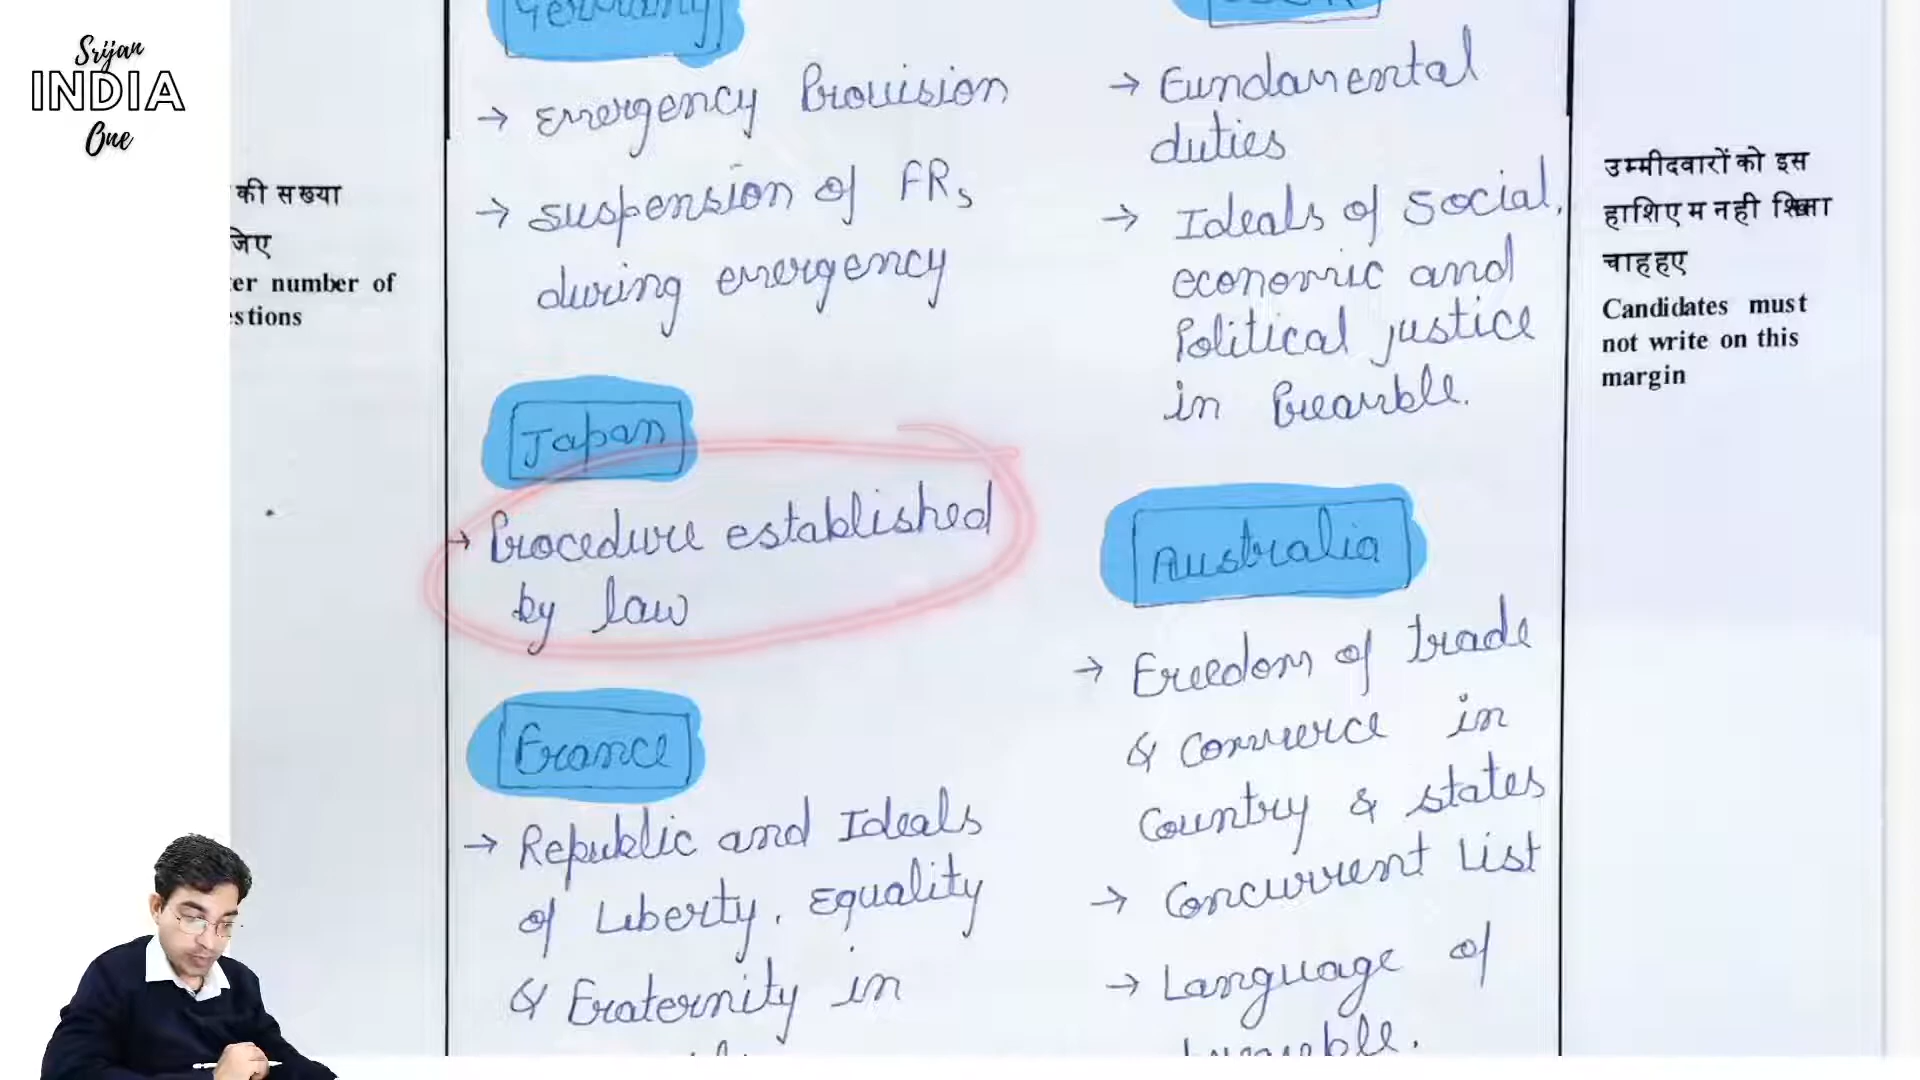 Srijan
INDIA
One
की सख्या
जिए
er number of
stions
Germany
→ Emergency Provision
→ suspension of FRs
during emergency
Japan
→ Procedure established
by law
France
→ Republic and Ideals
of Liberty, Equality
& Fraternity in
→ Fundamental
duties
→ Ideals of Social,
economic and
Political justice
in Preamble.
Australia
→ Freedom of trade
& Commerce in
Country & states
→ Concurrent List
→ Language of
उम्मीदवारों को इस
हाशिए म नही
चाहहए
Candidates must
not write on this
margin